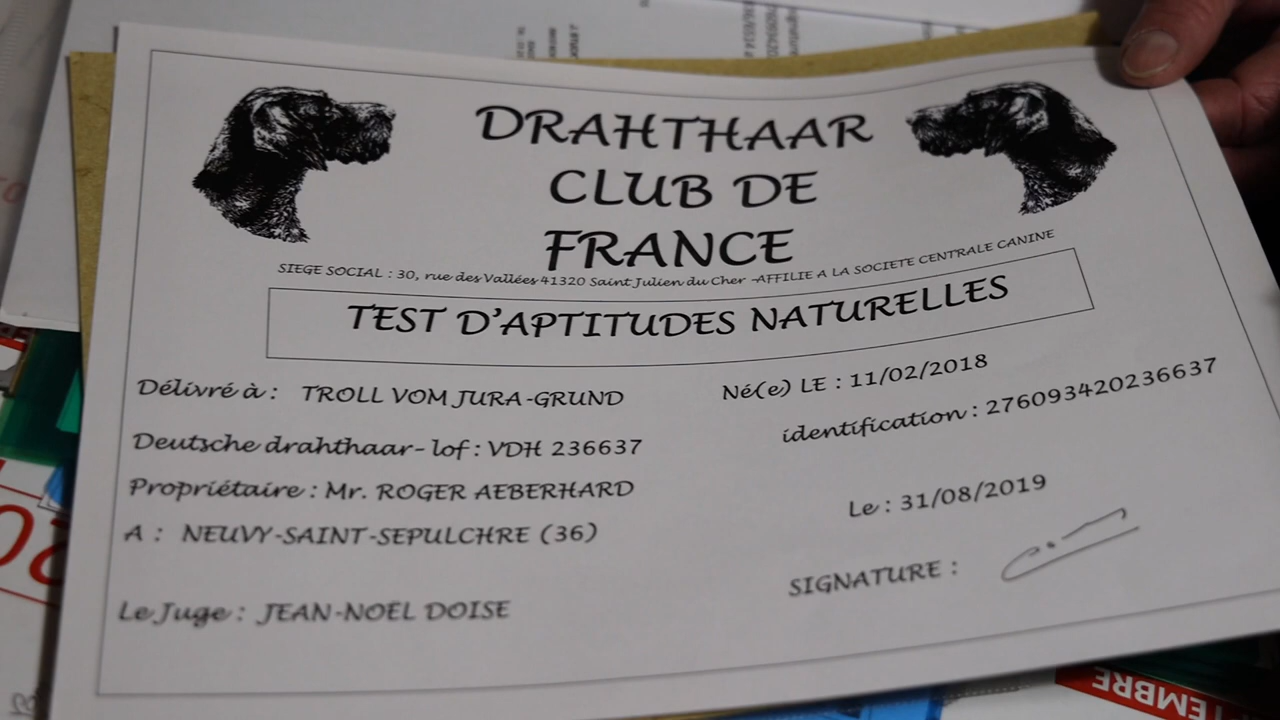 DRAHTHAAR
CLUB DE
FRANCE
SIEGE SOCIAL : 30, rue des Vallées 41320 Saint Julien du Cher -AFFILIE A LA SOCIETE CENTRALE CANINE
TEST D'APTITUDES NATURELLES
Délivré à : TROLL VOM JURA-GRUND
Né(e) LE : 11/02/2018
Deutsche drahthaar- lof : VDH 236637
identification : 276093420236637
Propriétaire : Mr. ROGER AEBERHARD
Le : 31/08/2019
A : NEUVY-SAINT-SEPULCHRE (36)
SIGNATURE :
Le Juge : JEAN-NOËL DOISE
TEMBRE